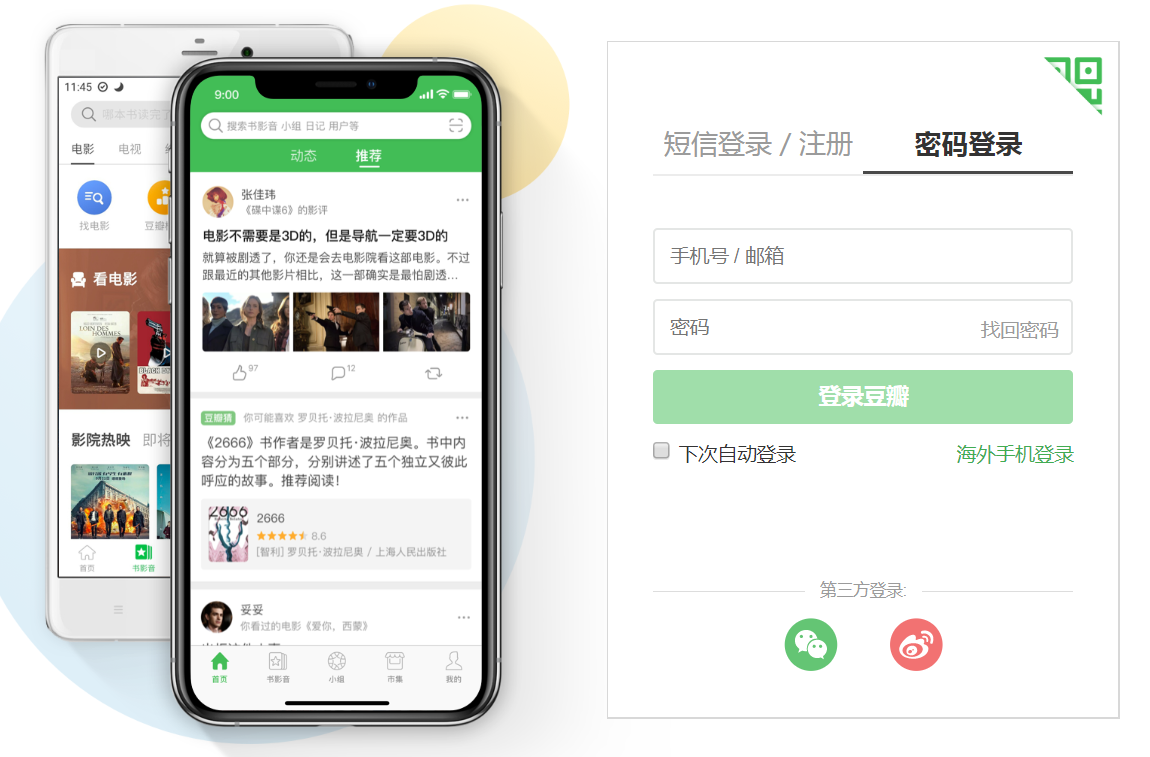 11:45
哪本书读完了
电影 电视
找电影 豆瓣
看电影
LOIN DES
HOMMES
影院热映 即将
首页 书影音
9:00
搜索书影音 小组 日记 用户等
动态 推荐
张佳玮
《碟中谍6》的影评
电影不需要是3D的，但是导航一定要3D的
就算被剧透了，你还是会去电影院看这部电影。不过
跟最近的其他影片相比，这一部确实是最怕剧透…
97 12
豆瓣猜 你可能喜欢 罗贝托·波拉尼奥 的作品
《2666》书作者是罗贝托·波拉尼奥。书中内
容分为五个部分，分别讲述了五个独立又彼此
呼应的故事。推荐阅读！
2666
2666
8.6
[智利] 罗贝托·波拉尼奥 / 上海人民出版社
妥妥
你看过的电影《爱你，西蒙》
首页 书影音 小组 市集 我的
短信登录 / 注册 密码登录
手机号 / 邮箱
密码 找回密码
登录豆瓣
下次自动登录 海外手机登录
第三方登录: